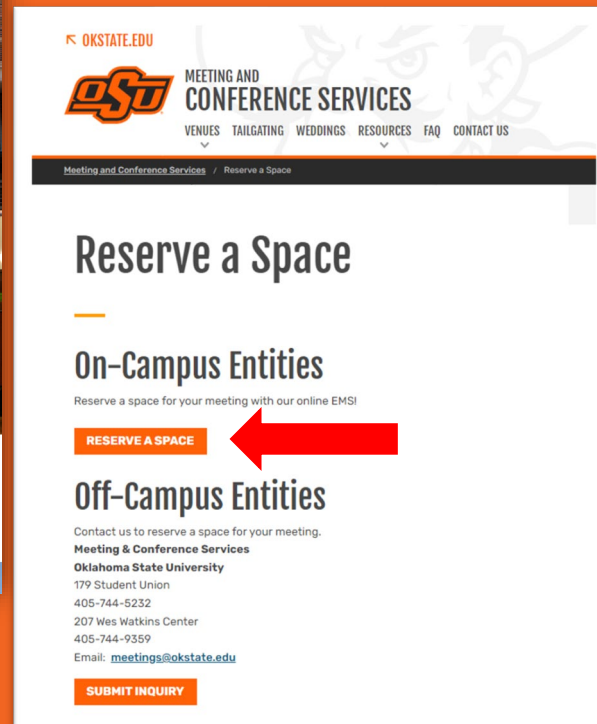 OKSTATE.EDU
OSU
MEETING AND
CONFERENCE SERVICES
VENUES TAILGATING WEDDINGS RESOURCES FAQ CONTACT US
Meeting and Conference Services / Reserve a Space
Reserve a Space
On-Campus Entities
Reserve a space for your meeting with our online EMS!
RESERVE A SPACE
Off-Campus Entities
Contact us to reserve a space for your meeting.
Meeting & Conference Services
Oklahoma State University
179 Student Union
405-744-5232
207 Wes Watkins Center
405-744-9359
Email: meetings@okstate.edu
SUBMIT INQUIRY